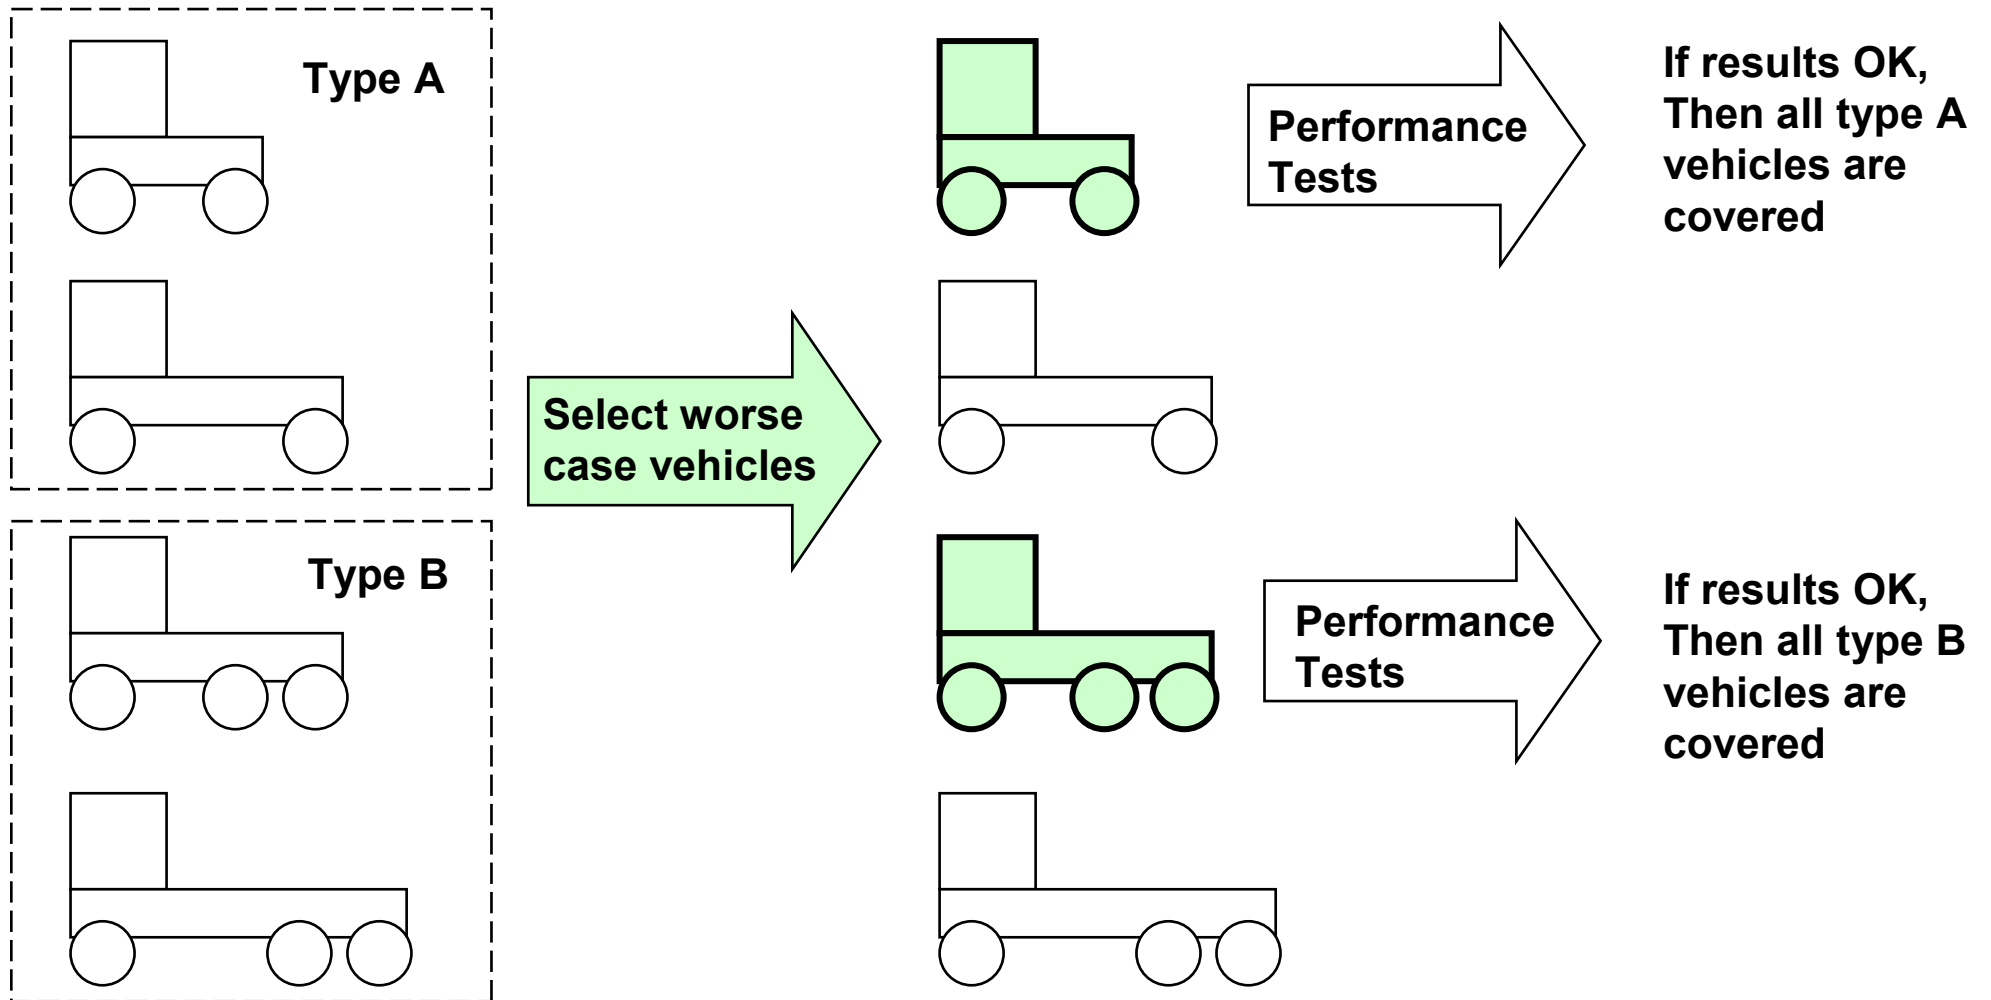 Type A
Performance
Tests
If results OK,
Then all type A
vehicles are
covered
Select worse
case vehicles
Type B
Performance
Tests
If results OK,
Then all type B
vehicles are
covered